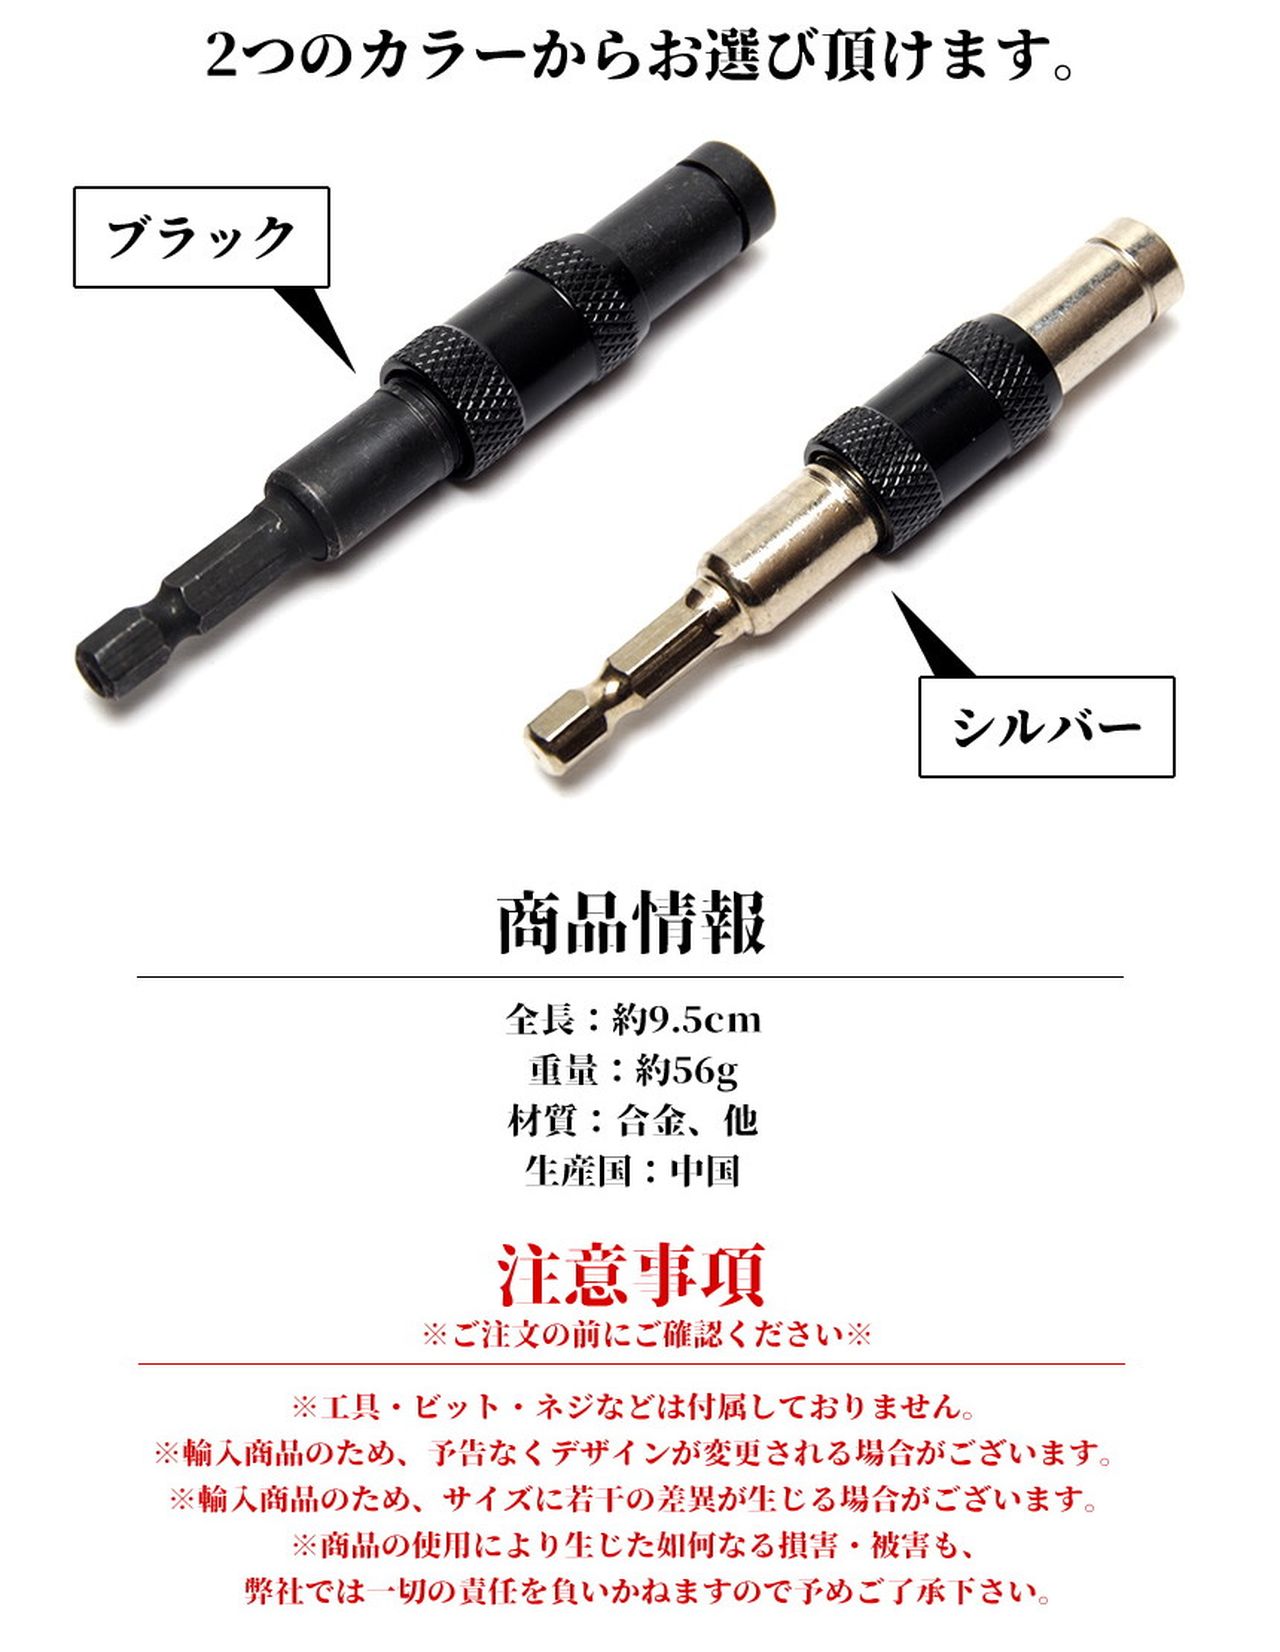 2つのカラーからお選び頂けます。
ブラック
シルバー
商品情報
全長：約9.5cm
重量：約56g
材質：合金、他
生産国：中国
注意事項
※ご注文の前にご確認ください※
※工具・ビット・ネジなどは付属しておりません。
※輸入商品のため、予告なくデザインが変更される場合がございます。
※輸入商品のため、サイズに若干の差異が生じる場合がございます。
※商品の使用により生じた如何なる損害・被害も、
弊社では一切の責任を負いかねますので予めご了承下さい。